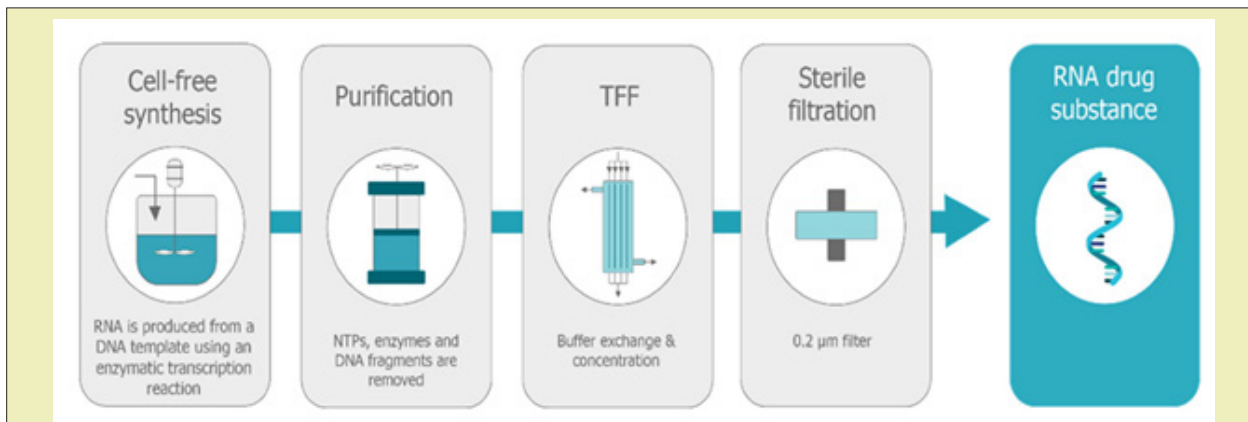 Cell-free
synthesis
RNA is produced from a
DNA template using an
enzymatic transcription
reaction
Purification
NTPs, enzymes and
DNA fragments are
removed
TFF
Buffer exchange &
concentration
Sterile
filtration
0.2 µm filter
RNA drug
substance